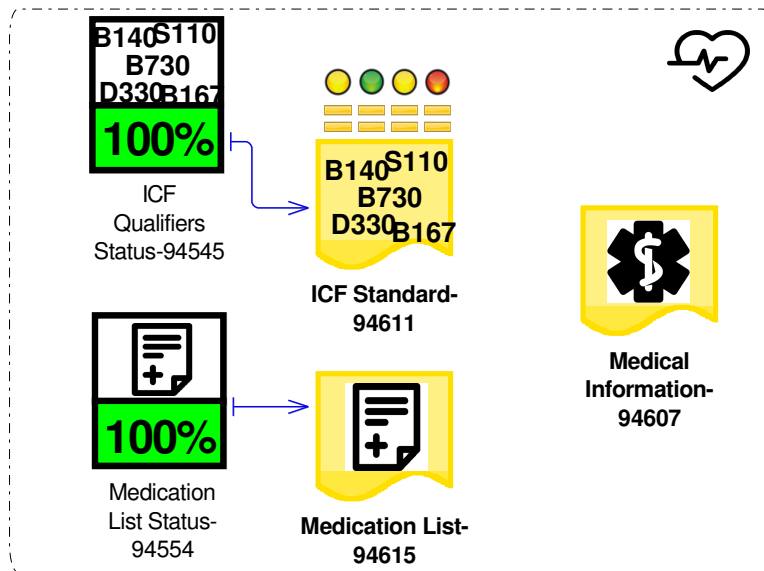 B140 S110
B730
D330 B167
100%
ICF
Qualifiers
Status-94545
B140 S110
B730
D330 B167
ICF Standard-
94611
Medical
Information-
94607
100%
Medication
List Status-
94554
Medication List-
94615